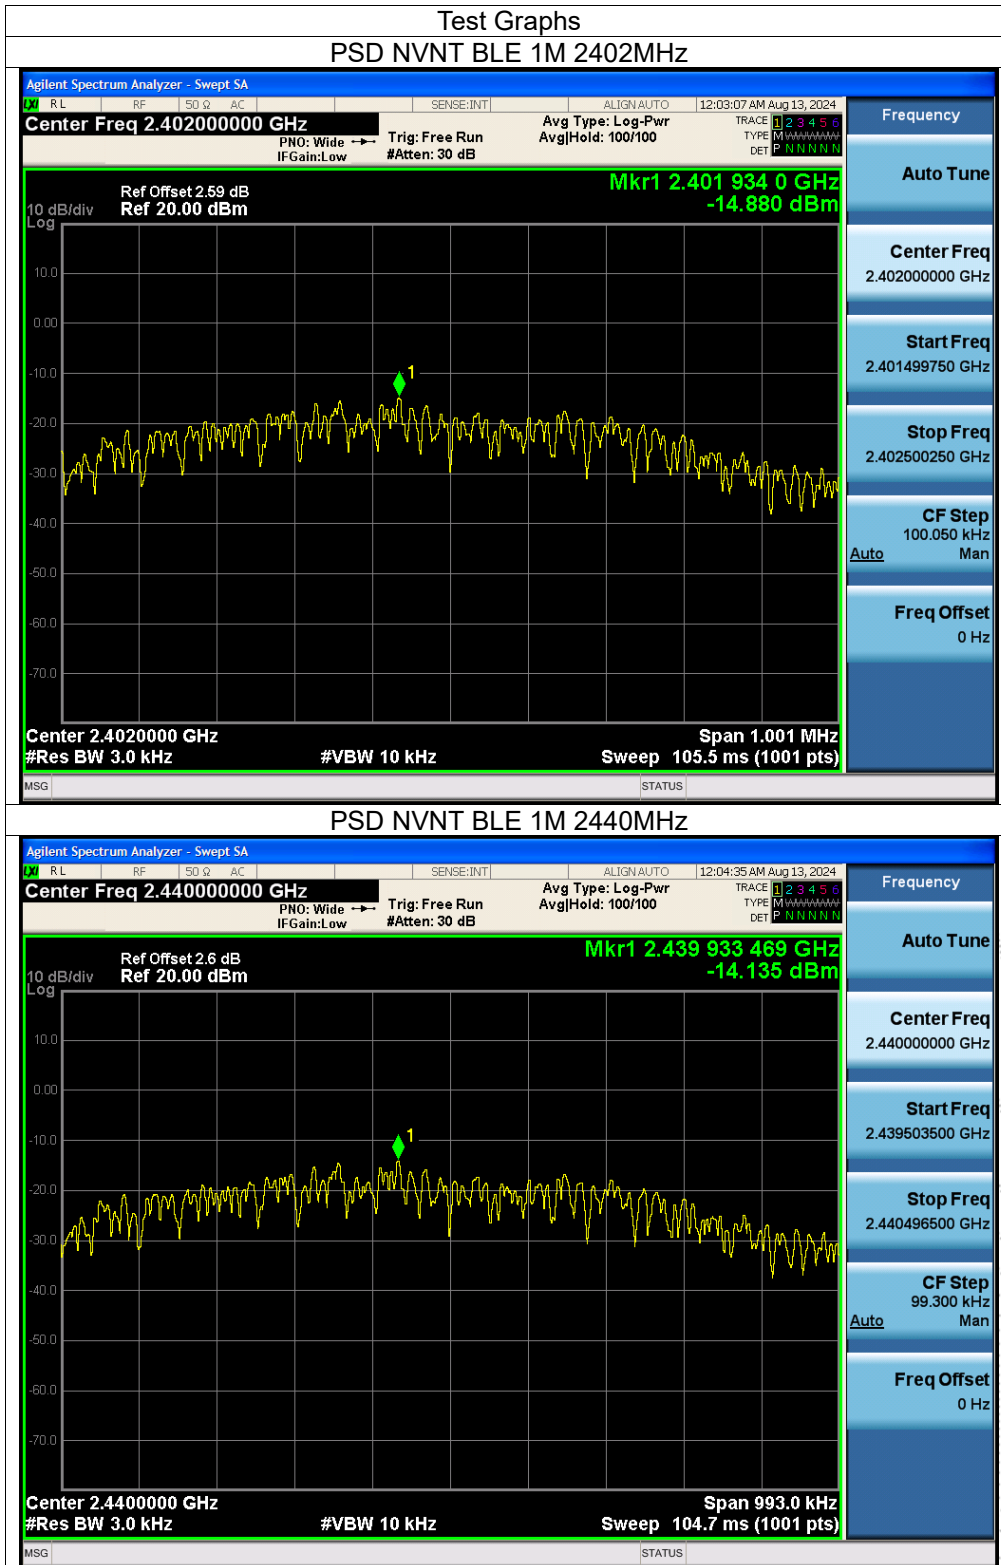 Test Graphs
PSD NVNT BLE 1M 2402MHz
Agilent Spectrum Analyzer - Swept SA
LXI RL RF 50 Ω AC SENSE:INT ALIGN AUTO 12:03:07 AM Aug 13, 2024
Center Freq 2.402000000 GHz
PNO: Wide
IFGain:Low
Trig: Free Run
#Atten: 30 dB
Avg Type: Log-Pwr
Avg|Hold: 100/100
TRACE 1 2 3 4 5 6
TYPE M W W W W W
DET P N N N N N
Frequency
Auto Tune
Center Freq
2.402000000 GHz
Start Freq
2.401499750 GHz
Stop Freq
2.402500250 GHz
CF Step
100.050 kHz
Auto Man
Freq Offset
0 Hz
Mkr1 2.401 934 0 GHz
-14.880 dBm
Ref Offset 2.59 dB
10 dB/div Ref 20.00 dBm
Log
10.0
0.00
-10.0
-20.0
-30.0
-40.0
-50.0
-60.0
-70.0
1
Center 2.4020000 GHz Span 1.001 MHz
#Res BW 3.0 kHz #VBW 10 kHz Sweep 105.5 ms (1001 pts)
MSG STATUS
PSD NVNT BLE 1M 2440MHz
Agilent Spectrum Analyzer - Swept SA
LXI RL RF 50 Ω AC SENSE:INT ALIGN AUTO 12:04:35 AM Aug 13, 2024
Center Freq 2.440000000 GHz
PNO: Wide
IFGain:Low
Trig: Free Run
#Atten: 30 dB
Avg Type: Log-Pwr
Avg|Hold: 100/100
TRACE 1 2 3 4 5 6
TYPE M W W W W W
DET P N N N N N
Frequency
Auto Tune
Center Freq
2.440000000 GHz
Start Freq
2.439503500 GHz
Stop Freq
2.440496500 GHz
CF Step
99.300 kHz
Auto Man
Freq Offset
0 Hz
Mkr1 2.439 933 469 GHz
-14.135 dBm
Ref Offset 2.6 dB
10 dB/div Ref 20.00 dBm
Log
10.0
0.00
-10.0
-20.0
-30.0
-40.0
-50.0
-60.0
-70.0
1
Center 2.4400000 GHz Span 993.0 kHz
#Res BW 3.0 kHz #VBW 10 kHz Sweep 104.7 ms (1001 pts)
MSG STATUS